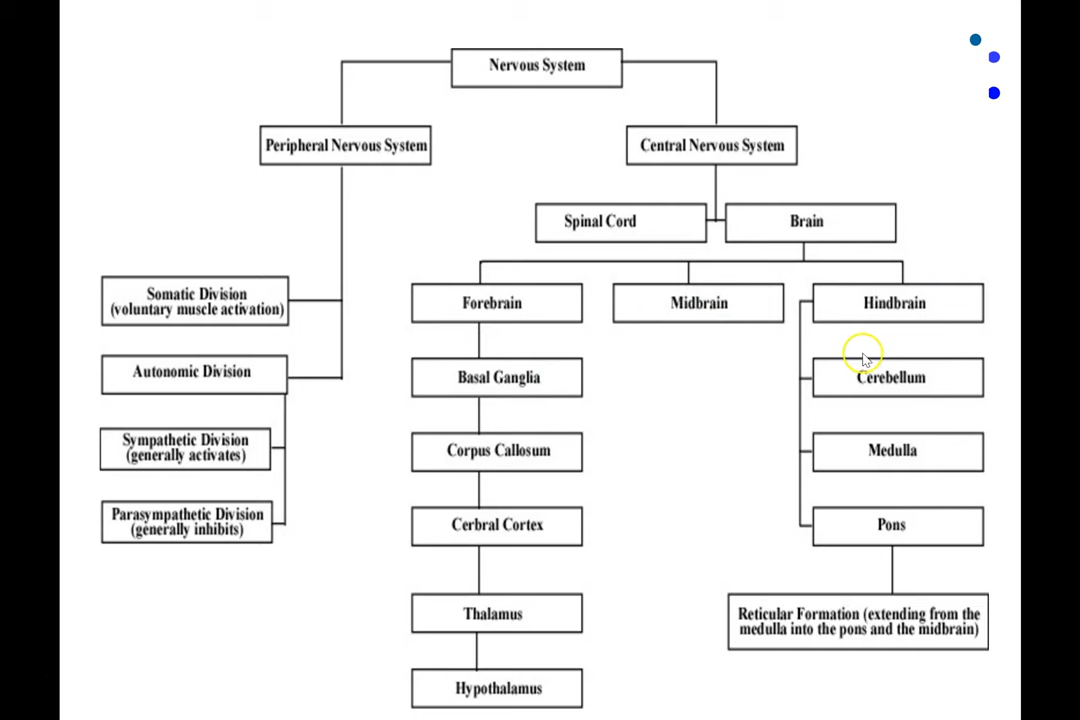 Nervous System
Peripheral Nervous System
Central Nervous System
Spinal Cord
Brain
Somatic Division
(voluntary muscle activation)
Forebrain
Midbrain
Hindbrain
Autonomic Division
Basal Ganglia
Cerebellum
Sympathetic Division
(generally activates)
Corpus Callosum
Medulla
Parasympathetic Division
(generally inhibits)
Cerbral Cortex
Pons
Thalamus
Reticular Formation (extending from the
medulla into the pons and the midbrain)
Hypothalamus